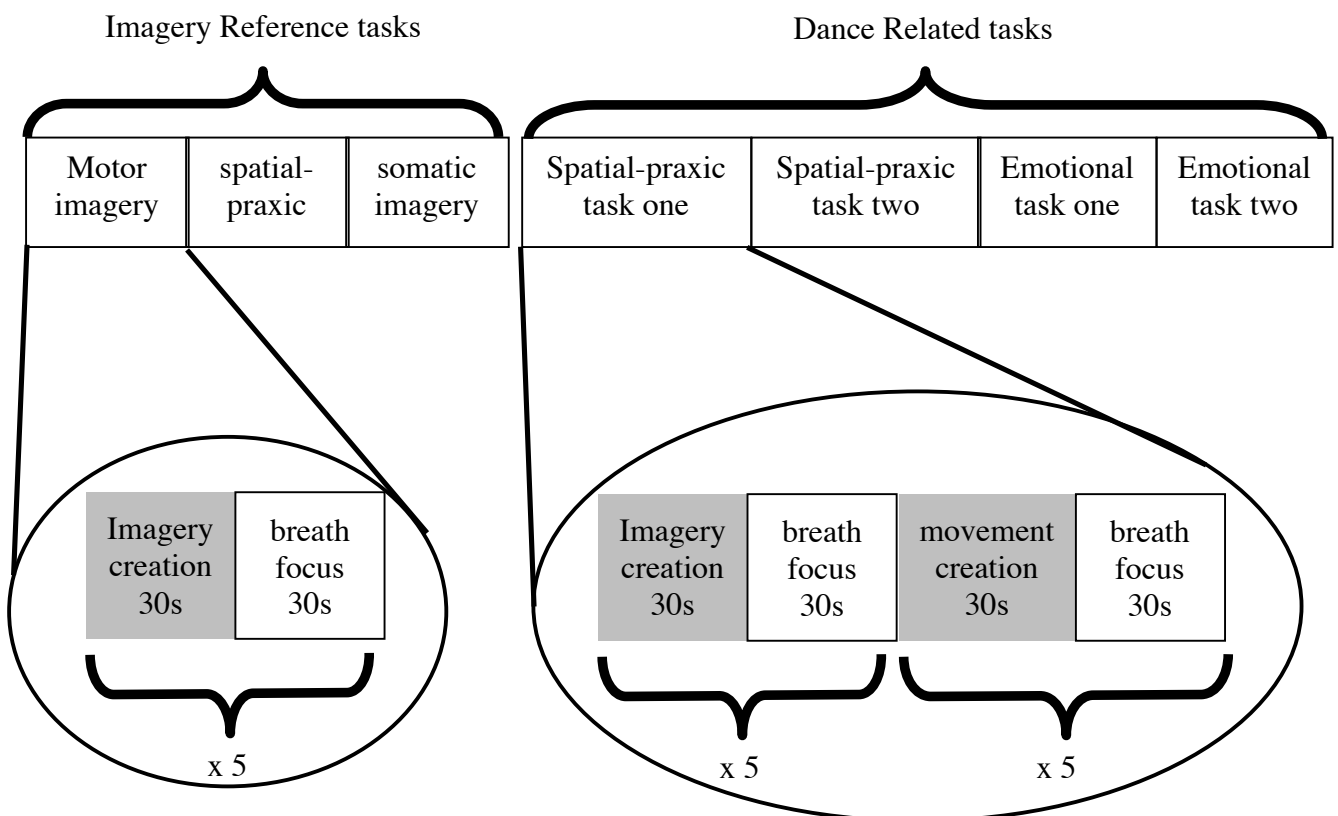 Imagery Reference tasks
Dance Related tasks
Motor
imagery
spatial-
praxic
somatic
imagery
Spatial-praxic
task one
Spatial-praxic
task two
Emotional
task one
Emotional
task two
Imagery
creation
30s
breath
focus
30s
x 5
Imagery
creation
30s
breath
focus
30s
movement
creation
30s
breath
focus
30s
x 5
x 5